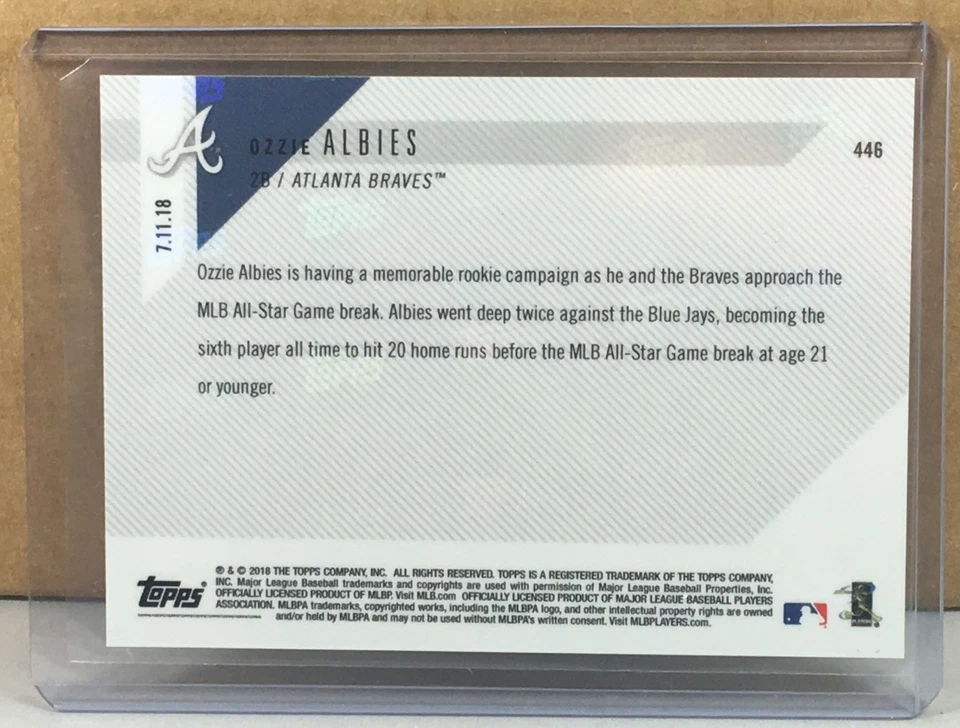 OZZIE ALBIES
446
2B / ATLANTA BRAVES™
7.11.18
Ozzie Albies is having a memorable rookie campaign as he and the Braves approach the
MLB All-Star Game break. Albies went deep twice against the Blue Jays, becoming the
sixth player all time to hit 20 home runs before the MLB All-Star Game break at age 21
or younger.
® & © 2018 THE TOPPS COMPANY, INC. ALL RIGHTS RESERVED. TOPPS IS A REGISTERED TRADEMARK OF THE TOPPS COMPANY,
INC. Major League Baseball trademarks and copyrights are used with permission of Major League Baseball Properties, Inc.
OFFICIALLY LICENSED PRODUCT OF MLBP. Visit MLB.com OFFICIALLY LICENSED PRODUCT OF MAJOR LEAGUE BASEBALL PLAYERS
ASSOCIATION. MLBPA trademarks, copyrighted works, including the MLBPA logo, and other intellectual property rights are owned
and/or held by MLBPA and may not be used without MLBPA's written consent. Visit MLBPLAYERS.com.
Topps®
A